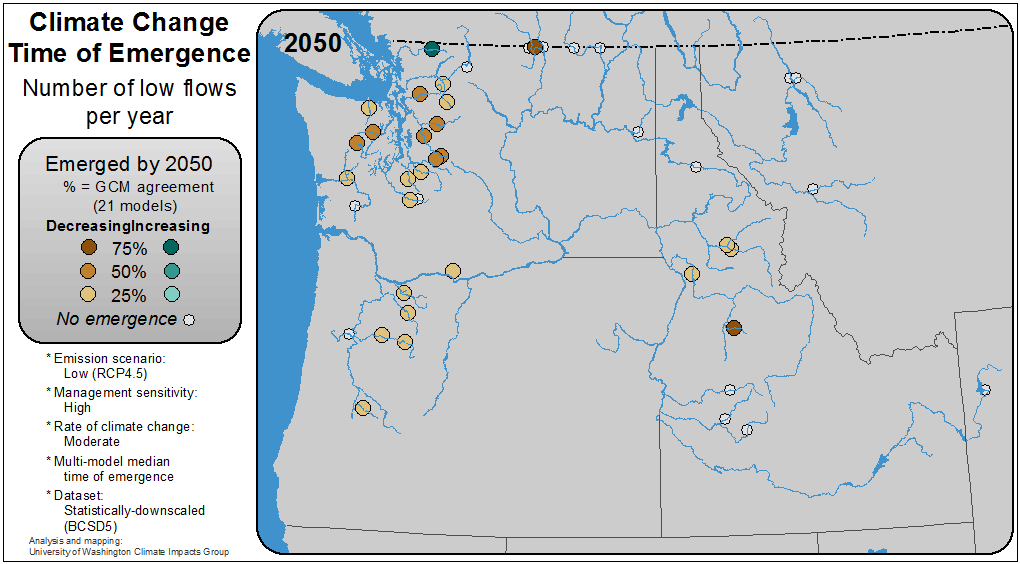 Climate Change
Time of Emergence
Number of low flows
per year
Emerged by 2050
% = GCM agreement
(21 models)
DecreasingIncreasing
75%
50%
25%
No emergence
* Emission scenario:
Low (RCP4.5)
* Management sensitivity:
High
* Rate of climate change:
Moderate
* Multi-model median
time of emergence
* Dataset:
Statistically-downscaled
(BCSD5)
Analysis and mapping:
University of Washington Climate Impacts Group
2050